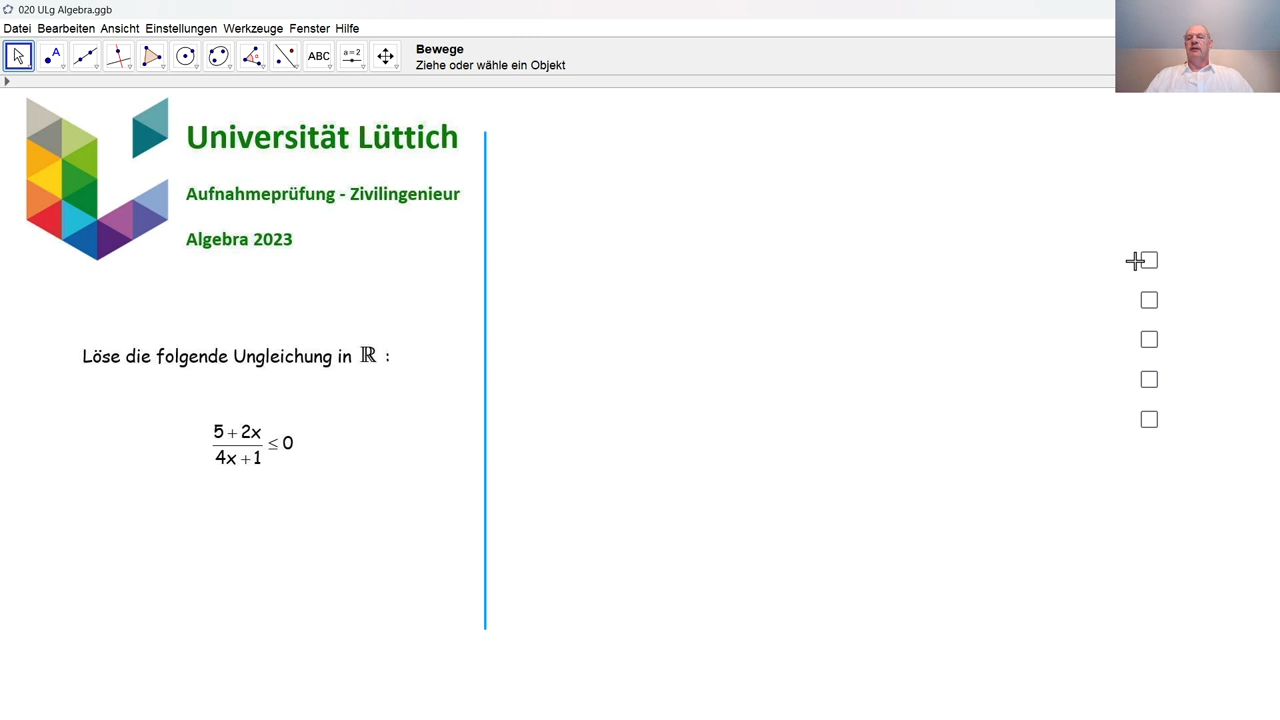 020 ULg Algebra.ggb
Datei Bearbeiten Ansicht Einstellungen Werkzeuge Fenster Hilfe
A
ABC
a=2
Bewege
Ziehe oder wähle ein Objekt
Universität Lüttich
Aufnahmeprüfung - Zivilingenieur
Algebra 2023
Löse die folgende Ungleichung in ℝ :
5 + 2x
4x + 1
≤ 0